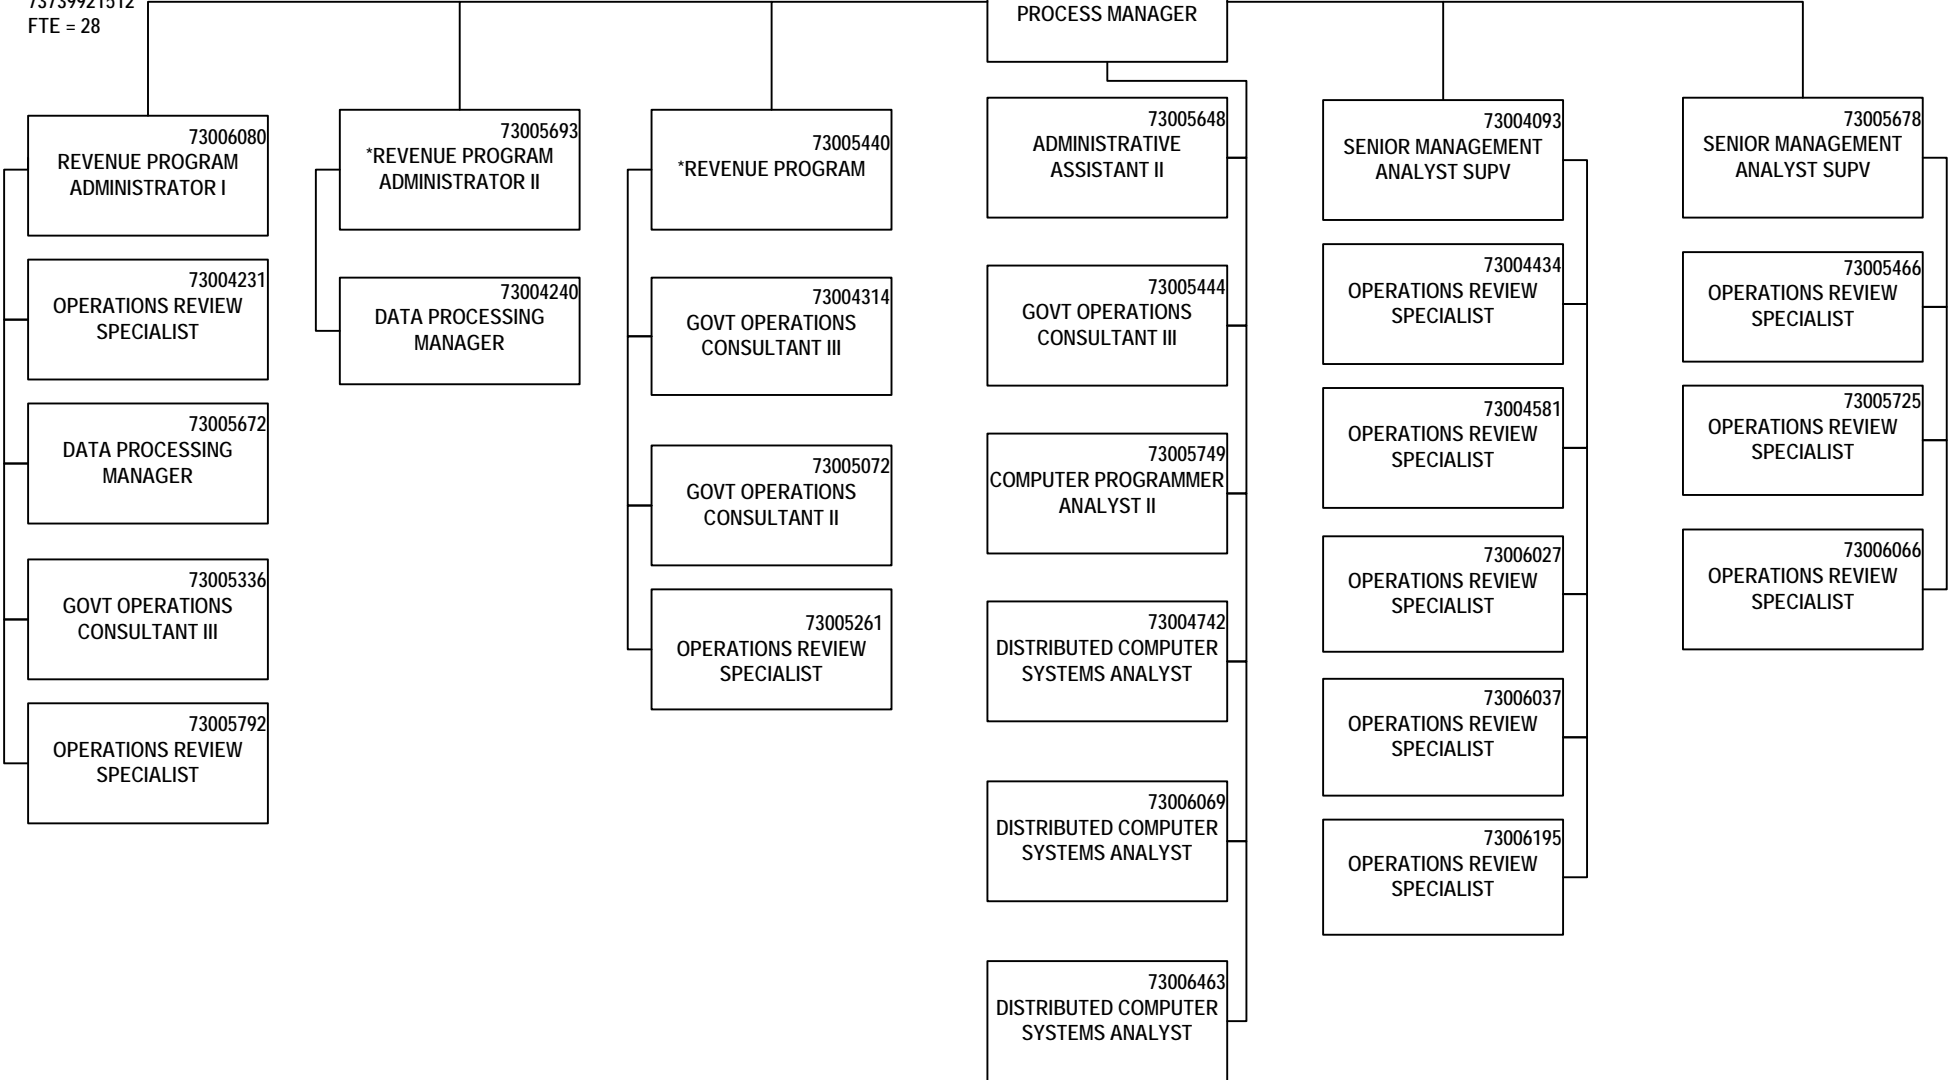 73739921512
FTE = 28
PROCESS MANAGER
73006080
REVENUE PROGRAM
ADMINISTRATOR I
73004231
OPERATIONS REVIEW
SPECIALIST
73005672
DATA PROCESSING
MANAGER
73005336
GOVT OPERATIONS
CONSULTANT III
73005792
OPERATIONS REVIEW
SPECIALIST
73005693
*REVENUE PROGRAM
ADMINISTRATOR II
73004240
DATA PROCESSING
MANAGER
73005440
*REVENUE PROGRAM
73004314
GOVT OPERATIONS
CONSULTANT III
73005072
GOVT OPERATIONS
CONSULTANT II
73005261
OPERATIONS REVIEW
SPECIALIST
73005648
ADMINISTRATIVE
ASSISTANT II
73005444
GOVT OPERATIONS
CONSULTANT III
73005749
COMPUTER PROGRAMMER
ANALYST II
73004742
DISTRIBUTED COMPUTER
SYSTEMS ANALYST
73006069
DISTRIBUTED COMPUTER
SYSTEMS ANALYST
73006463
DISTRIBUTED COMPUTER
SYSTEMS ANALYST
73004093
SENIOR MANAGEMENT
ANALYST SUPV
73004434
OPERATIONS REVIEW
SPECIALIST
73004581
OPERATIONS REVIEW
SPECIALIST
73006027
OPERATIONS REVIEW
SPECIALIST
73006037
OPERATIONS REVIEW
SPECIALIST
73006195
OPERATIONS REVIEW
SPECIALIST
73005678
SENIOR MANAGEMENT
ANALYST SUPV
73005466
OPERATIONS REVIEW
SPECIALIST
73005725
OPERATIONS REVIEW
SPECIALIST
73006066
OPERATIONS REVIEW
SPECIALIST